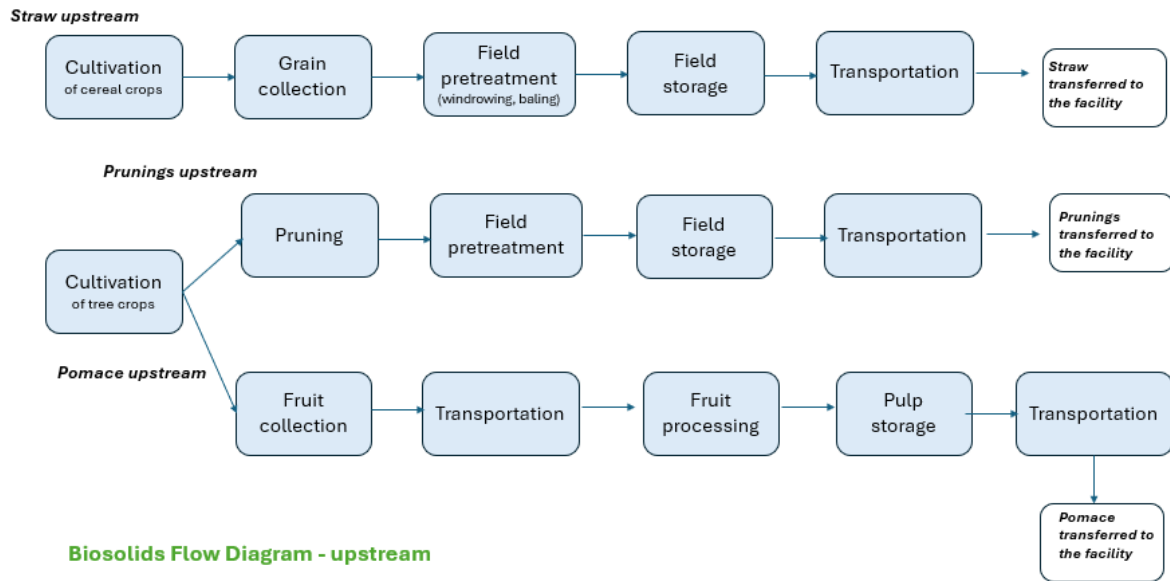 Straw upstream
Cultivation
of cereal crops
Grain
collection
Field
pretreatment
(windrowing, baling)
Field
storage
Transportation
Straw
transferred to
the facility
Prunings upstream
Cultivation
of tree crops
Pruning
Field
pretreatment
Field
storage
Transportation
Prunings
transferred to
the facility
Pomace upstream
Fruit
collection
Transportation
Fruit
processing
Pulp
storage
Transportation
Pomace
transferred to
the facility
Biosolids Flow Diagram - upstream